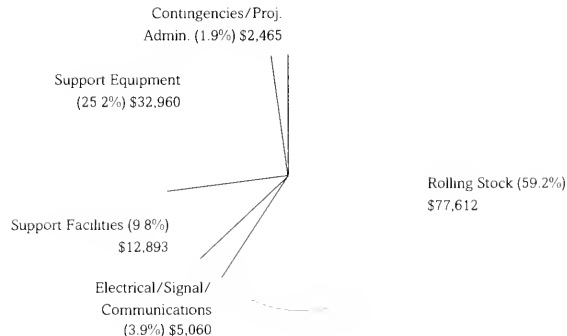 Contingencies/Proj.
Admin. (1.9%) $2,465
Support Equipment
(25 2%) $32,960
Rolling Stock (59.2%)
$77,612
Support Facilities (9 8%)
$12,893
Electrical/Signal/
Communications
(3.9%) $5,060